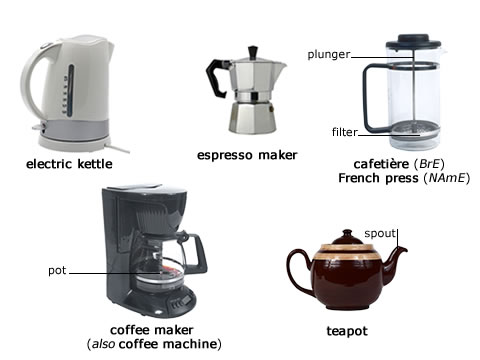 plunger
filter
electric kettle
espresso maker
cafetière (BrE)
French press (NAmE)
pot
spout
coffee maker
(also coffee machine)
teapot